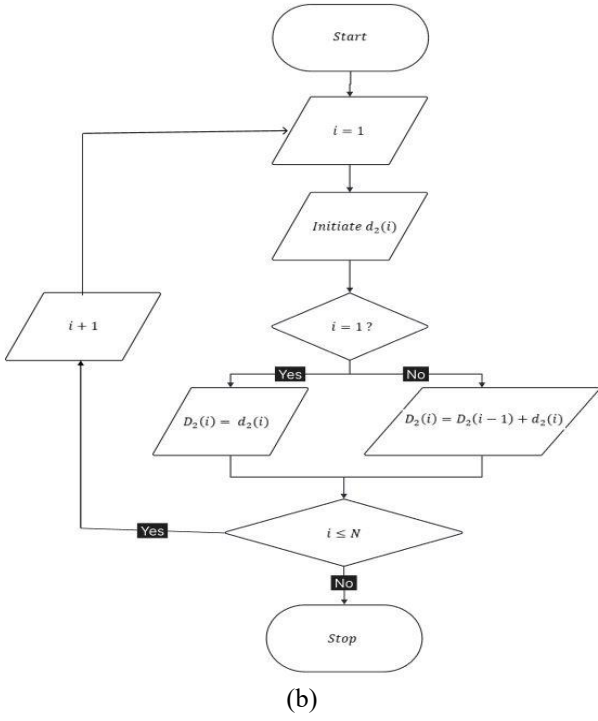 Start
i = 1
Initiate d₂(i)
i = 1 ?
Yes
No
D₂(i) = d₂(i)
D₂(i) = D₂(i − 1) + d₂(i)
i + 1
i ≤ N
Yes
No
Stop
(b)